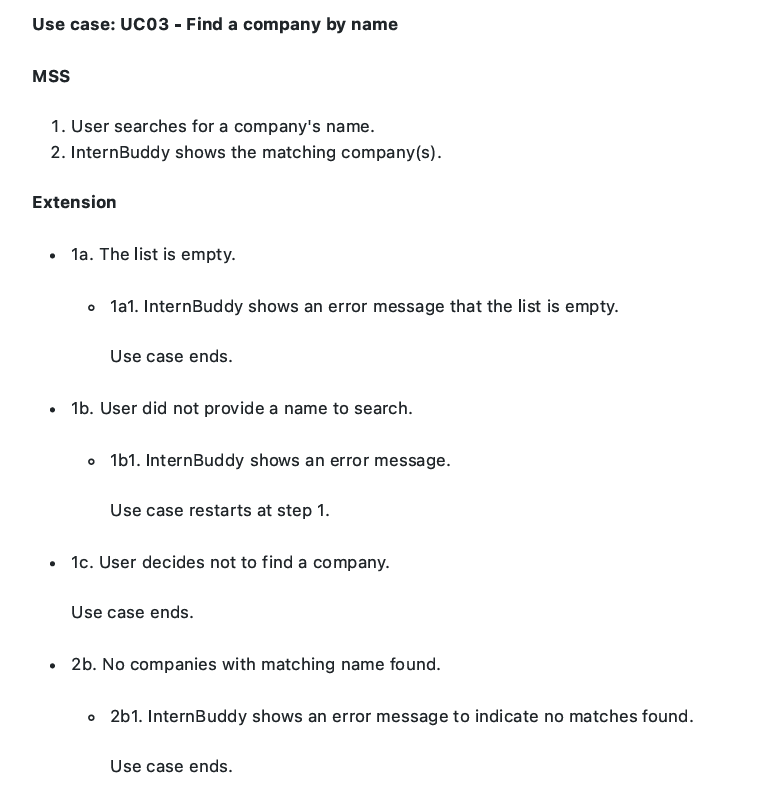 Use case: UC03 - Find a company by name
MSS
1. User searches for a company's name.
2. InternBuddy shows the matching company(s).
Extension
• 1a. The list is empty.
◦ 1a1. InternBuddy shows an error message that the list is empty.
Use case ends.
• 1b. User did not provide a name to search.
◦ 1b1. InternBuddy shows an error message.
Use case restarts at step 1.
• 1c. User decides not to find a company.
Use case ends.
• 2b. No companies with matching name found.
◦ 2b1. InternBuddy shows an error message to indicate no matches found.
Use case ends.